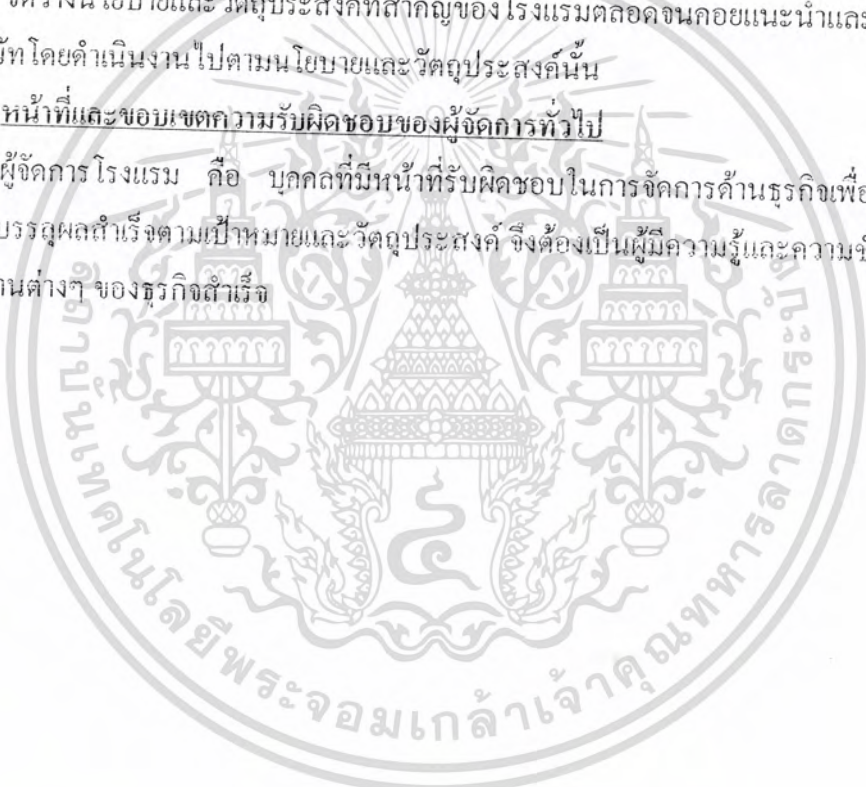 จัดวางนโยบายและวัตถุประสงค์ที่สำคัญของโรงแรมตลอดจนคอยแนะนำและ
ษัทโดยดำเนินงานไปตามนโยบายและวัตถุประสงค์นั้น
หน้าที่และขอบเขตความรับผิดชอบของผู้จัดการทั่วไป
ผู้จัดการโรงแรม คือ บุคคลที่มีหน้าที่รับผิดชอบในการจัดการด้านธุรกิจเพื่อ
บรรลุผลสำเร็จตามเป้าหมายและวัตถุประสงค์ จึงต้องเป็นผู้มีความรู้และความ
านต่างๆ ของธุรกิจสำเร็จ
สถาบันเทคโนโลยีพระจอมเกล้าเจ้าคุณทหารลาดกระบัง